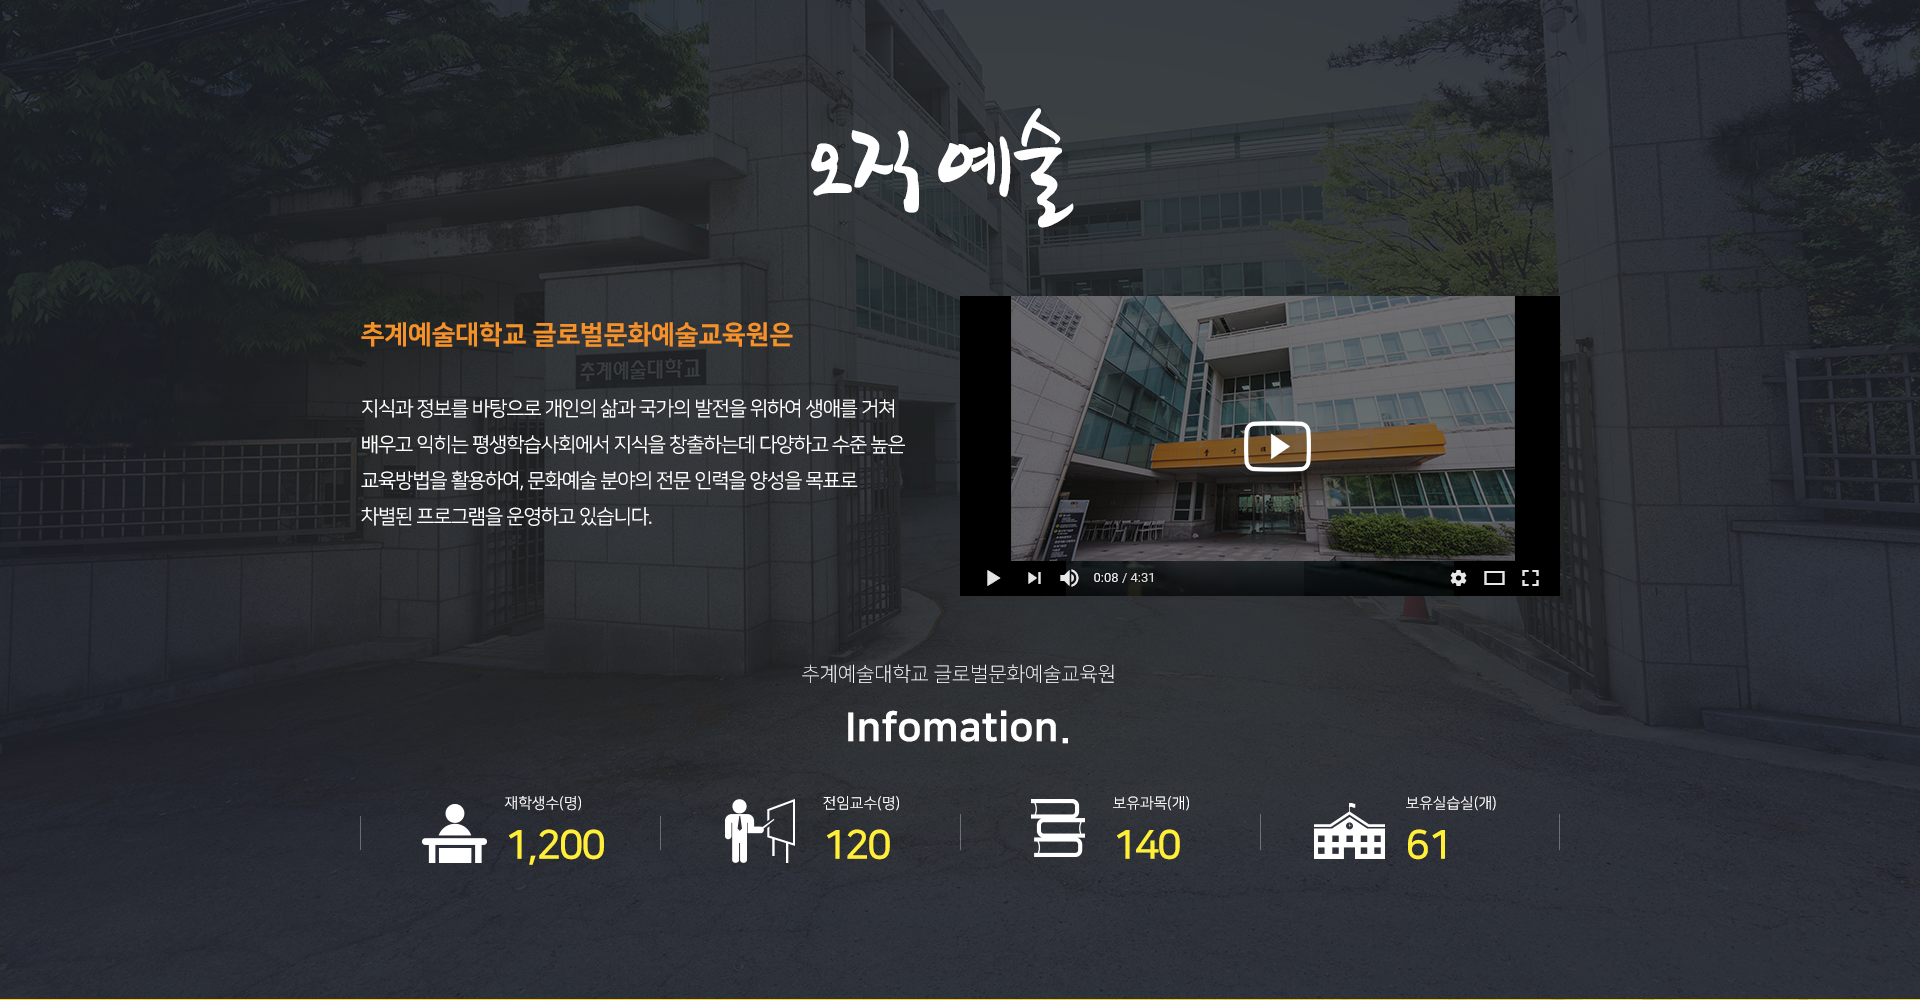 오직 예술
추계예술대학교 글로벌문화예술교육원은
추계예술대학교
지식과 정보를 바탕으로 개인의 삶과 국가의 발전을 위하여 생애를 거쳐
배우고 익히는 평생학습사회에서 지식을 창출하는데 다양하고 수준 높은
교육방법을 활용하여, 문화예술 분야의 전문 인력을 양성을 목표로
차별된 프로그램을 운영하고 있습니다.
0:08 / 4:31
추계예술대학교 글로벌문화예술교육원
Infomation.
재학생수(명)
1,200
전임교수(명)
120
보유과목(개)
140
보유실습실(개)
61